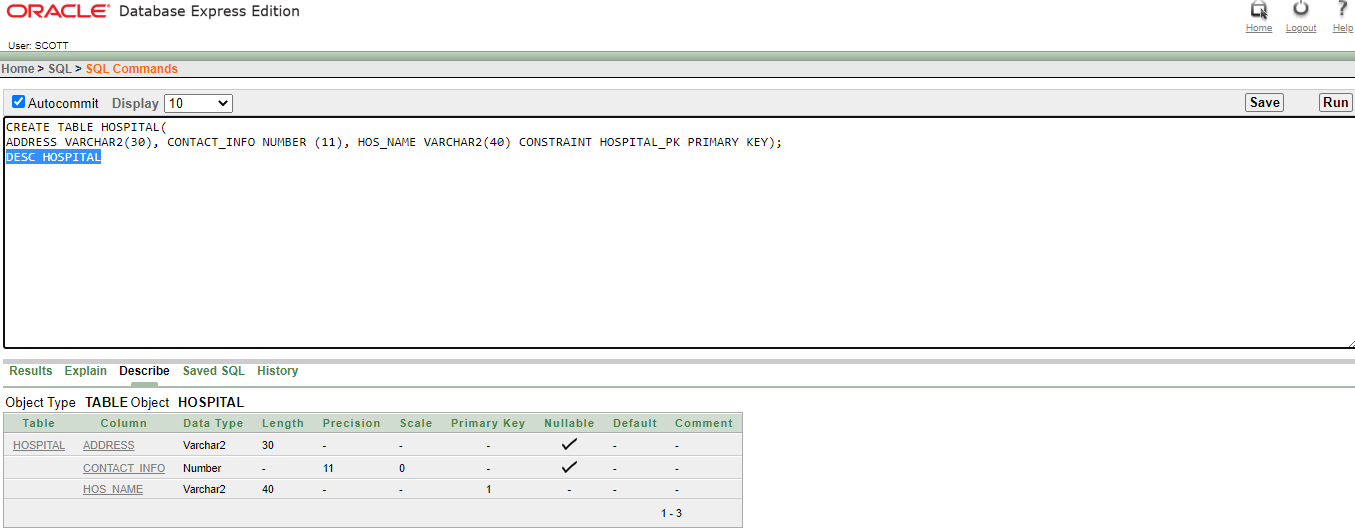 ORACLE® Database Express Edition
Home Logout Help
User: SCOTT
Home > SQL > SQL Commands
Autocommit Display 10 Save Run
CREATE TABLE HOSPITAL(
ADDRESS VARCHAR2(30), CONTACT_INFO NUMBER (11), HOS_NAME VARCHAR2(40) CONSTRAINT HOSPITAL_PK PRIMARY KEY);
DESC HOSPITAL
Results Explain Describe Saved SQL History
Object Type TABLE Object HOSPITAL
Table Column Data Type Length Precision Scale Primary Key Nullable Default Comment
HOSPITAL ADDRESS Varchar2 30 - - - ✓ - -
CONTACT_INFO Number - 11 0 - ✓ - -
HOS_NAME Varchar2 40 - - 1 - - -
1 - 3